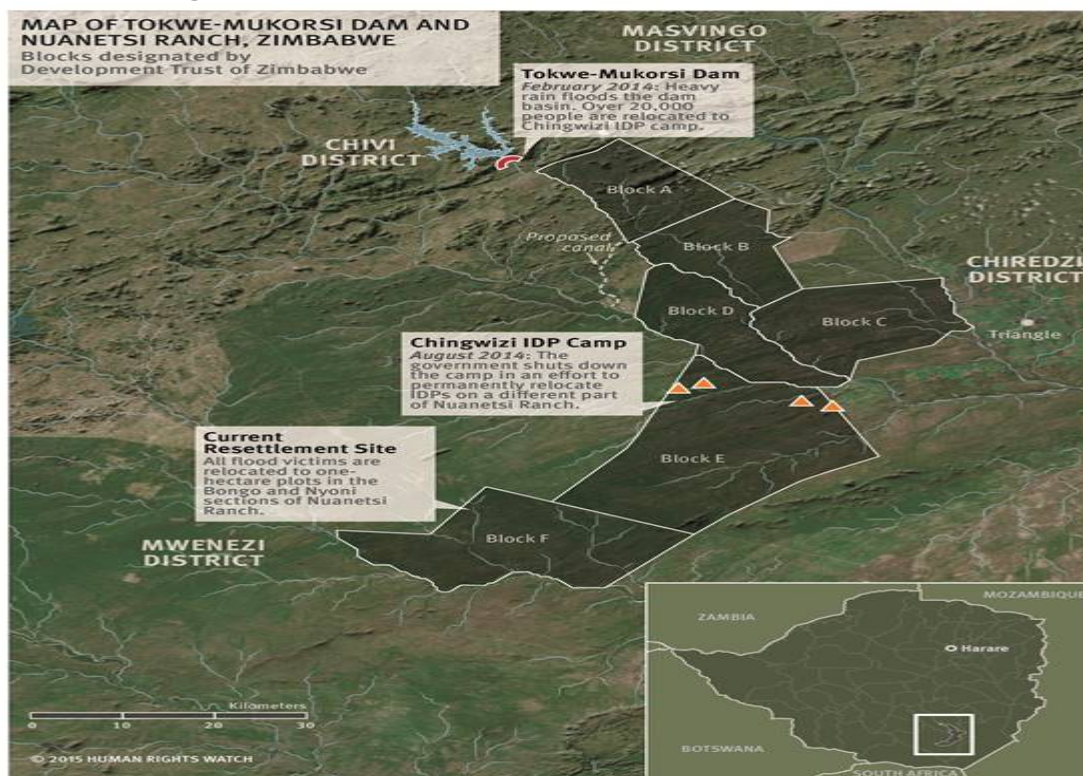 MAP OF TOKWE-MUKORSI DAM AND
NUANETSI RANCH, ZIMBABWE
Blocks designated by
Development Trust of Zimbabwe
MASVINGO
DISTRICT
Tokwe-Mukorsi Dam
February 2014: Heavy
rain floods the dam
basin. Over 20,000
people are relocated to
Chingwizi IDP camp.
CHIVI
DISTRICT
Block A
Proposed
canal
Block B
CHIREDZI
DISTRICT
Block D
Block C
Triangle
Chingwizi IDP Camp
August 2014: The
government shuts down
the camp in an effort to
permanently relocate
IDPs on a different part
of Nuanetsi Ranch.
Current
Resettlement Site
All flood victims are
relocated to one-
hectare plots in the
Bongo and Nyoni
sections of Nuanetsi
Ranch.
Block E
Block F
MWENEZI
DISTRICT
Kilometers
0 10 20 30
© 2015 HUMAN RIGHTS WATCH
ZAMBIA
MOZAMBIQUE
Harare
BOTSWANA
SOUTH AFRICA